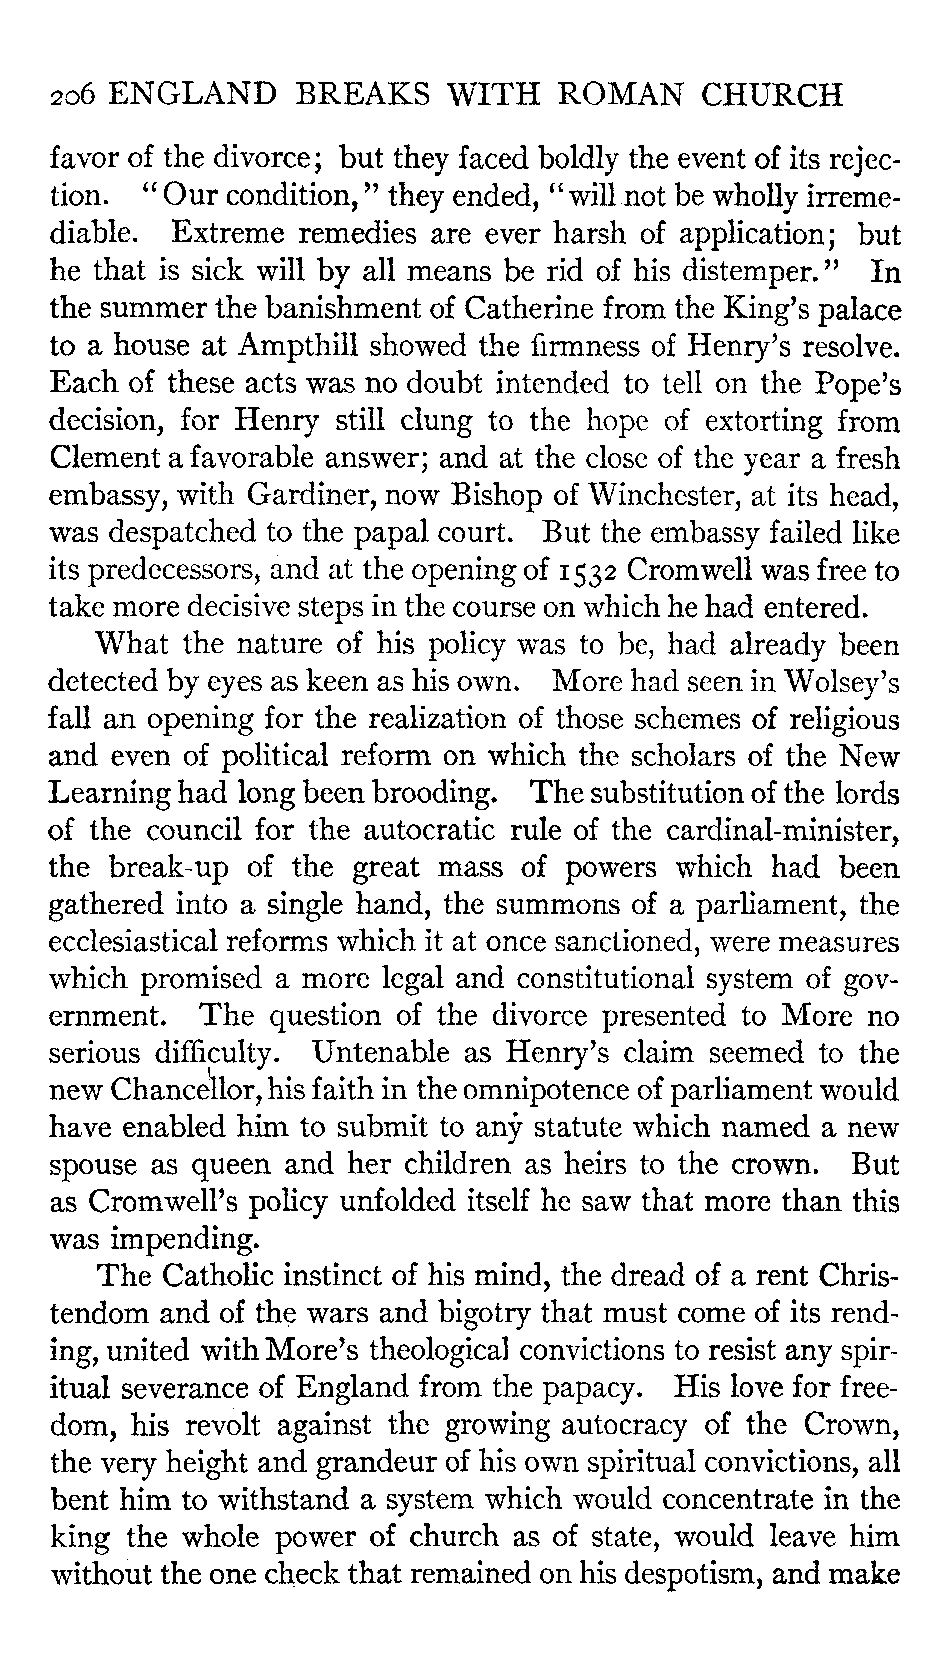 206 ENGLAND BREAKS WITH ROMAN CHURCH
favor of the divorce; but they faced boldly the event of its rejec-
tion. "Our condition," they ended, "will not be wholly irreme-
diable. Extreme remedies are ever harsh of application; but
he that is sick will by all means be rid of his distemper." In
the summer the banishment of Catherine from the King's palace
to a house at Ampthill showed the firmness of Henry's resolve.
Each of these acts was no doubt intended to tell on the Pope's
decision, for Henry still clung to the hope of extorting from
Clement a favorable answer; and at the close of the year a fresh
embassy, with Gardiner, now Bishop of Winchester, at its head,
was despatched to the papal court. But the embassy failed like
its predecessors, and at the opening of 1532 Cromwell was free to
take more decisive steps in the course on which he had entered.
What the nature of his policy was to be, had already been
detected by eyes as keen as his own. More had seen in Wolsey's
fall an opening for the realization of those schemes of religious
and even of political reform on which the scholars of the New
Learning had long been brooding. The substitution of the lords
of the council for the autocratic rule of the cardinal-minister,
the break-up of the great mass of powers which had been
gathered into a single hand, the summons of a parliament, the
ecclesiastical reforms which it at once sanctioned, were measures
which promised a more legal and constitutional system of gov-
ernment. The question of the divorce presented to More no
serious difficulty. Untenable as Henry's claim seemed to the
new Chancellor, his faith in the omnipotence of parliament would
have enabled him to submit to any statute which named a new
spouse as queen and her children as heirs to the crown. But
as Cromwell's policy unfolded itself he saw that more than this
was impending.
The Catholic instinct of his mind, the dread of a rent Chris-
tendom and of the wars and bigotry that must come of its rend-
ing, united with More's theological convictions to resist any spir-
itual severance of England from the papacy. His love for free-
dom, his revolt against the growing autocracy of the Crown,
the very height and grandeur of his own spiritual convictions, all
bent him to withstand a system which would concentrate in the
king the whole power of church as of state, would leave him
without the one check that remained on his despotism, and make